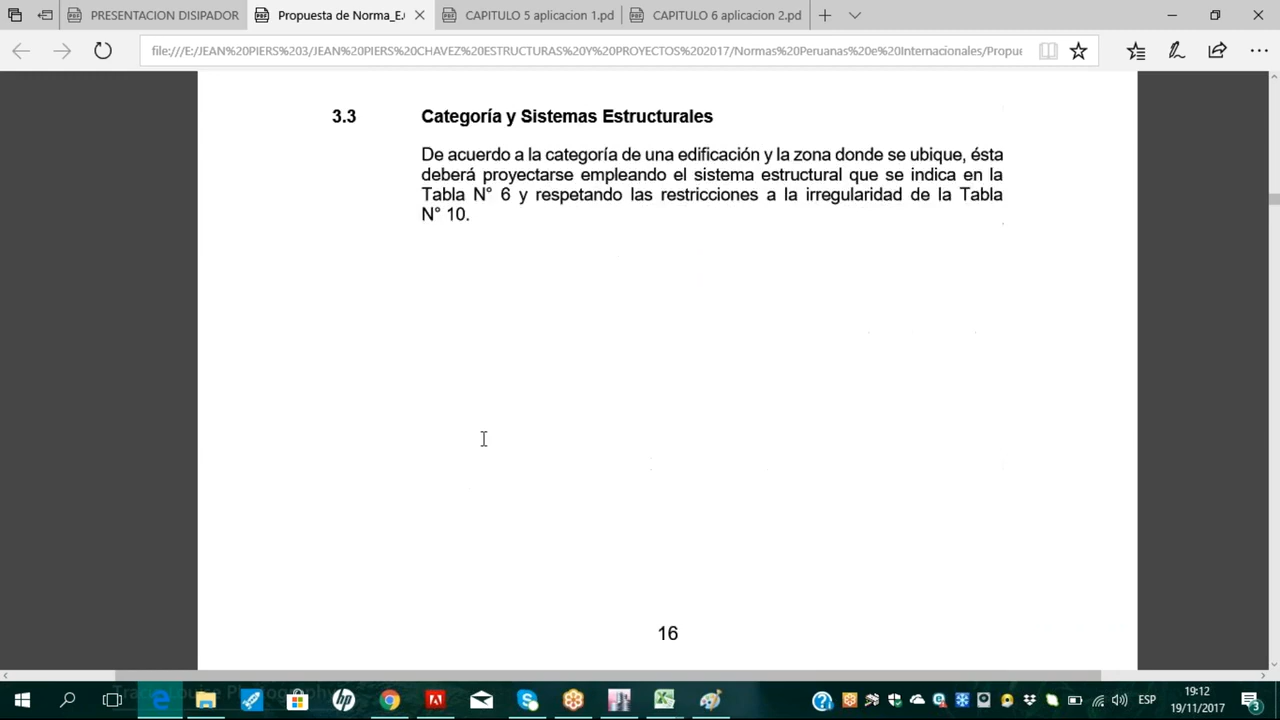 PRESENTACION DISIPADOR
Propuesta de Norma_E.
CAPITULO 5 aplicacion 1.pd
CAPITULO 6 aplicacion 2.pd
file:///E:/JEAN%20PIERS%203/JEAN%20PIERS%20CHAVEZ%20ESTRUCTURAS%20Y%20PROYECTOS%202017/Normas%20Peruanas%20e%20Internacionales/Propue
3.3 Categoría y Sistemas Estructurales
De acuerdo a la categoría de una edificación y la zona donde se ubique, ésta
deberá proyectarse empleando el sistema estructural que se indica en la
Tabla N° 6 y respetando las restricciones a la irregularidad de la Tabla
N° 10.
16
ESP
19:12
19/11/2017
3